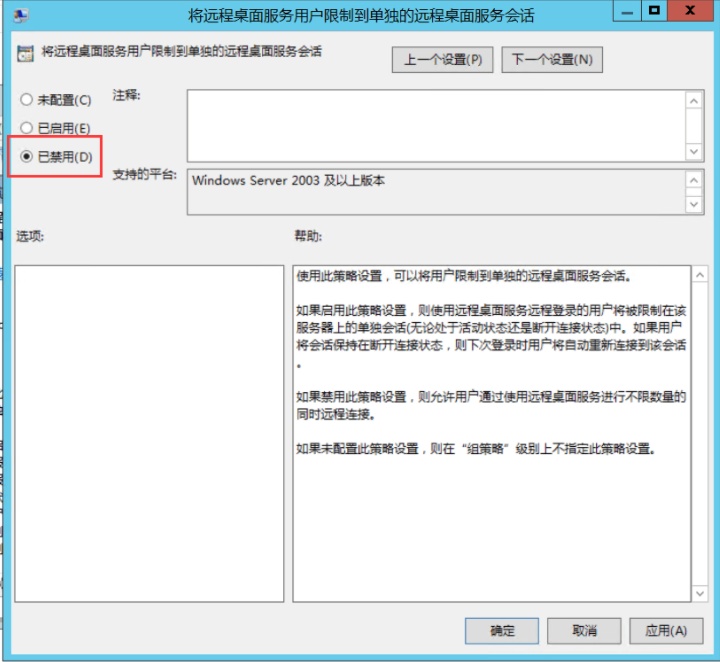 将远程桌面服务用户限制到单独的远程桌面服务会话
将远程桌面服务用户限制到单独的远程桌面服务会话
上一个设置(P)
下一个设置(N)
未配置(C)
注释:
已启用(E)
已禁用(D)
支持的平台:
Windows Server 2003 及以上版本
选项:
帮助:
使用此策略设置，可以将用户限制到单独的远程桌面服务会话。
如果启用此策略设置，则使用远程桌面服务远程登录的用户将被限制在该
服务器上的单独会话(无论处于活动状态还是断开连接状态)中。如果用户
将会话保持在断开连接状态，则下次登录时用户将自动重新连接到该会话
。
如果禁用此策略设置，则允许用户通过使用远程桌面服务进行不限数量的
同时远程连接。
如果未配置此策略设置，则在“组策略”级别上不指定此策略设置。
确定
取消
应用(A)